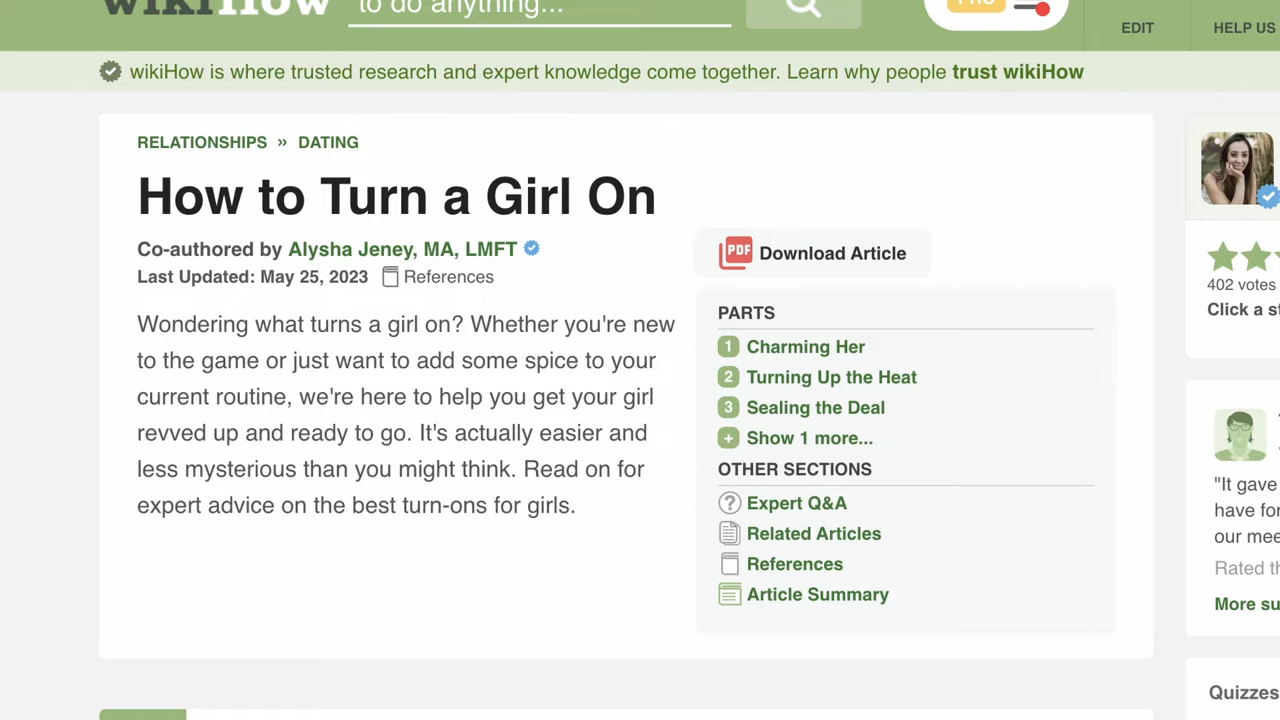 wikiHow
to do anything...
PRO
EDIT
HELP US
wikiHow is where trusted research and expert knowledge come together. Learn why people trust wikiHow
RELATIONSHIPS » DATING
How to Turn a Girl On
Co-authored by Alysha Jeney, MA, LMFT
Last Updated: May 25, 2023 References
Wondering what turns a girl on? Whether you're new
to the game or just want to add some spice to your
current routine, we're here to help you get your girl
revved up and ready to go. It's actually easier and
less mysterious than you might think. Read on for
expert advice on the best turn-ons for girls.
PDF Download Article
PARTS
1 Charming Her
2 Turning Up the Heat
3 Sealing the Deal
+ Show 1 more...
OTHER SECTIONS
? Expert Q&A
Related Articles
References
Article Summary
402 votes
Click a
"It gave
have
our
Rated
More
Quizzes